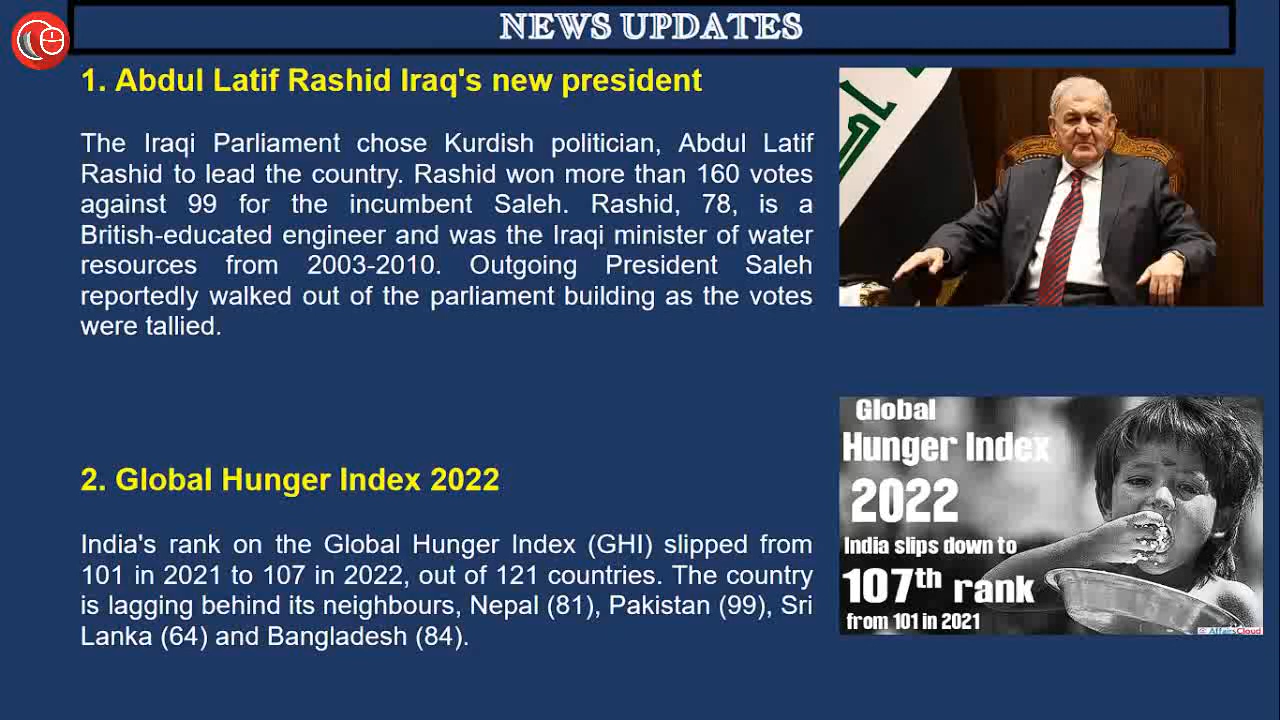 NEWS UPDATES
1. Abdul Latif Rashid Iraq's new president
The Iraqi Parliament chose Kurdish politician, Abdul Latif
Rashid to lead the country. Rashid won more than 160 votes
against 99 for the incumbent Saleh. Rashid, 78, is a
British-educated engineer and was the Iraqi minister of water
resources from 2003-2010. Outgoing President Saleh
reportedly walked out of the parliament building as the votes
were tallied.
2. Global Hunger Index 2022
India's rank on the Global Hunger Index (GHI) slipped from
101 in 2021 to 107 in 2022, out of 121 countries. The country
is lagging behind its neighbours, Nepal (81), Pakistan (99), Sri
Lanka (64) and Bangladesh (84).
Global
Hunger Index
2022
India slips down to
107th rank
from 101 in 2021
AffairsCloud